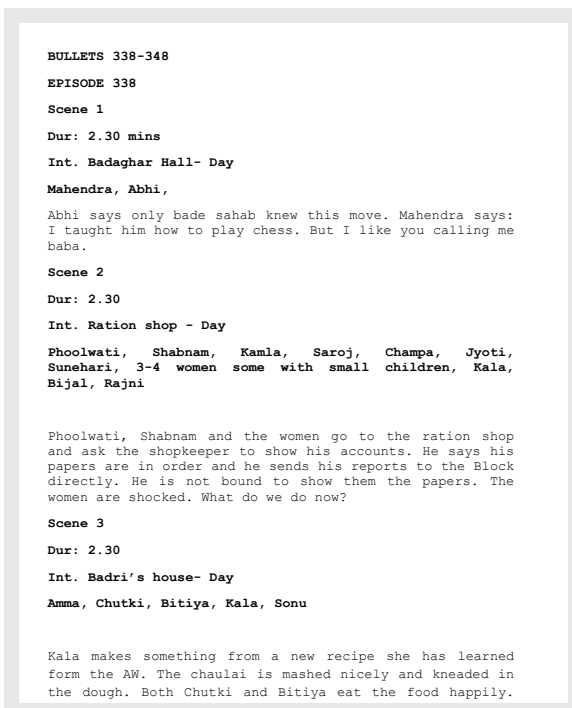 BULLETS 338-348
EPISODE 338
Scene 1
Dur: 2.30 mins
Int. Badaghar Hall- Day
Mahendra, Abhi,
Abhi says only bade sahab knew this move. Mahendra says:
I taught him how to play chess. But I like you calling me
baba.
Scene 2
Dur: 2.30
Int. Ration shop - Day
Phoolwati, Shabnam, Kamla, Saroj, Champa, Jyoti,
Sunehari, 3-4 women some with small children, Kala,
Bijal, Rajni
Phoolwati, Shabnam and the women go to the ration shop
and ask the shopkeeper to show his accounts. He says his
papers are in order and he sends his reports to the Block
directly. He is not bound to show them the papers. The
women are shocked. What do we do now?
Scene 3
Dur: 2.30
Int. Badri’s house- Day
Amma, Chutki, Bitiya, Kala, Sonu
Kala makes something from a new recipe she has learned
form the AW. The chaulai is mashed nicely and kneaded in
the dough. Both Chutki and Bitiya eat the food happily.